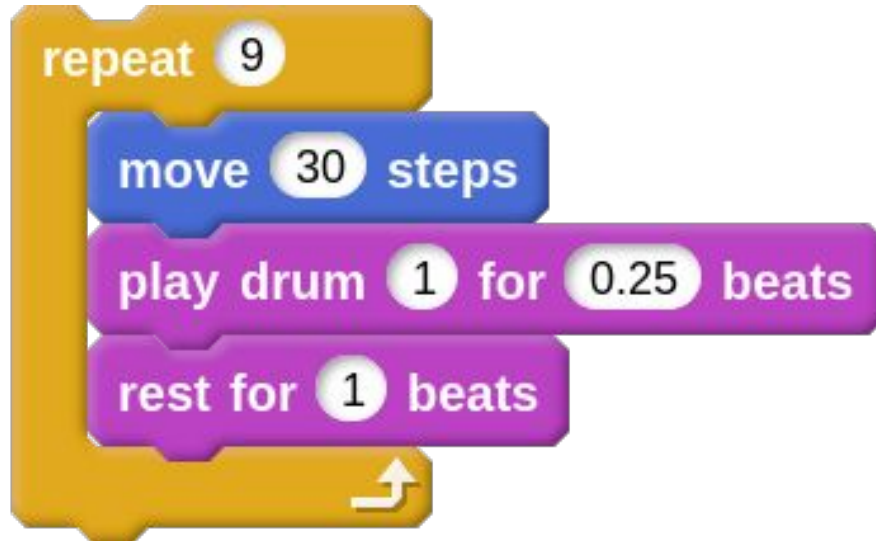 repeat 9
move 30 steps
play drum 1 for 0.25 beats
rest for 1 beats